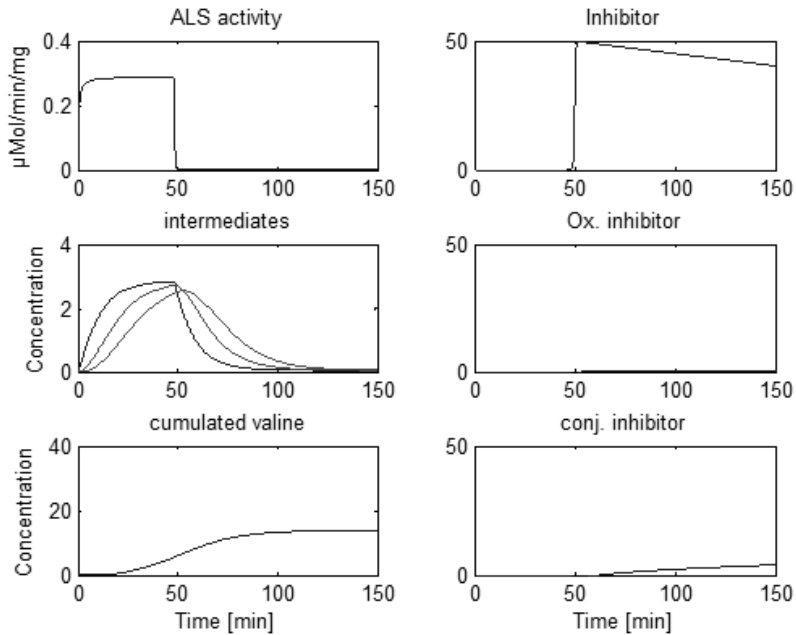 ALS activity
Inhibitor
µMol/min/mg
0.4
0.2
0
0 50 100 150
50
0
0 50 100 150
intermediates
Ox. inhibitor
Concentration
4
2
0
0 50 100 150
50
0
0 50 100 150
cumulated valine
conj. inhibitor
Concentration
40
20
0
0 50 100 150
Time [min]
50
0
0 50 100 150
Time [min]